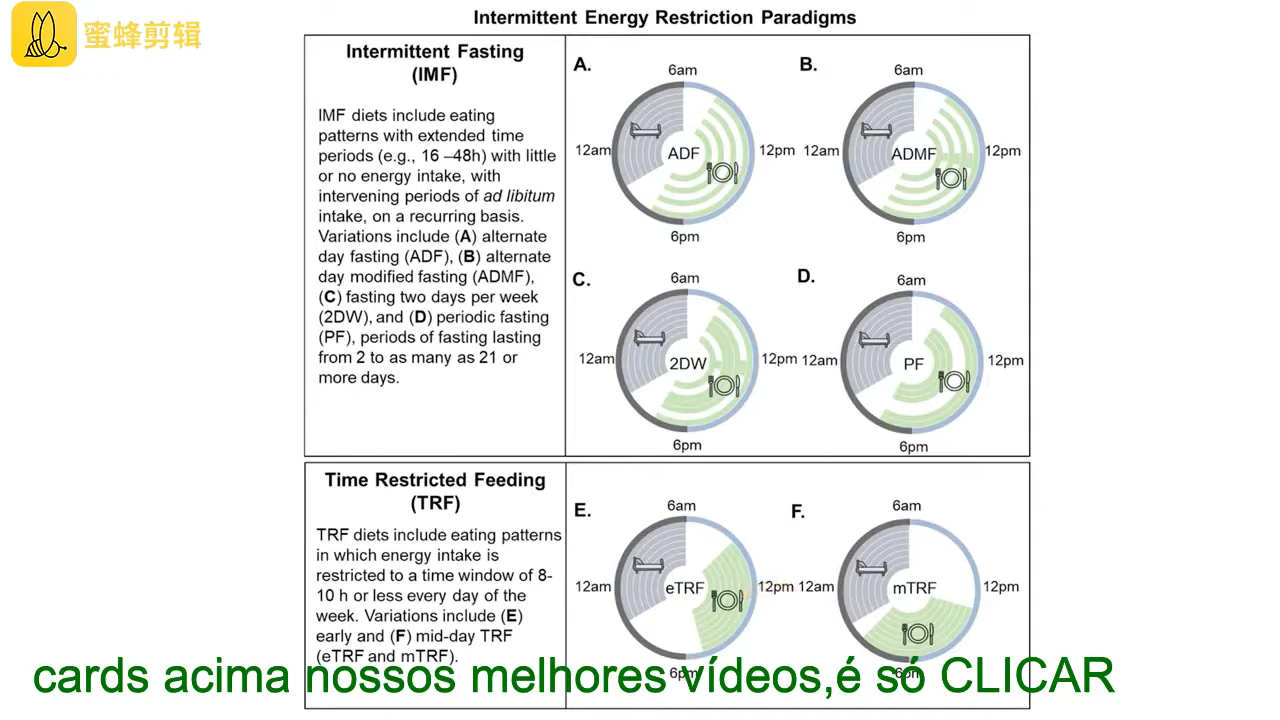 蜜蜂剪辑
Intermittent Energy Restriction Paradigms
Intermittent Fasting
(IMF)
IMF diets include eating
patterns with extended time
periods (e.g., 16 –48h) with little
or no energy intake, with
intervening periods of ad libitum
intake, on a recurring basis.
Variations include (A) alternate
day fasting (ADF), (B) alternate
day modified fasting (ADMF),
(C) fasting two days per week
(2DW), and (D) periodic fasting
(PF), periods of fasting lasting
from 2 to as many as 21 or
more days.
A.
6am
12am
ADF
12pm
6pm
B.
6am
12am
ADMF
12pm
6pm
C.
6am
12am
2DW
12pm
6pm
D.
6am
12am
PF
12pm
6pm
Time Restricted Feeding
(TRF)
TRF diets include eating patterns
in which energy intake is
restricted to a time window of 8-
10 h or less every day of the
week. Variations include (E)
early and (F) mid-day TRF
(eTRF and mTRF).
E.
6am
12am
eTRF
12pm
6pm
F.
6am
12am
mTRF
12pm
6pm
cards acima nossos melhores vídeos,é só CLICAR